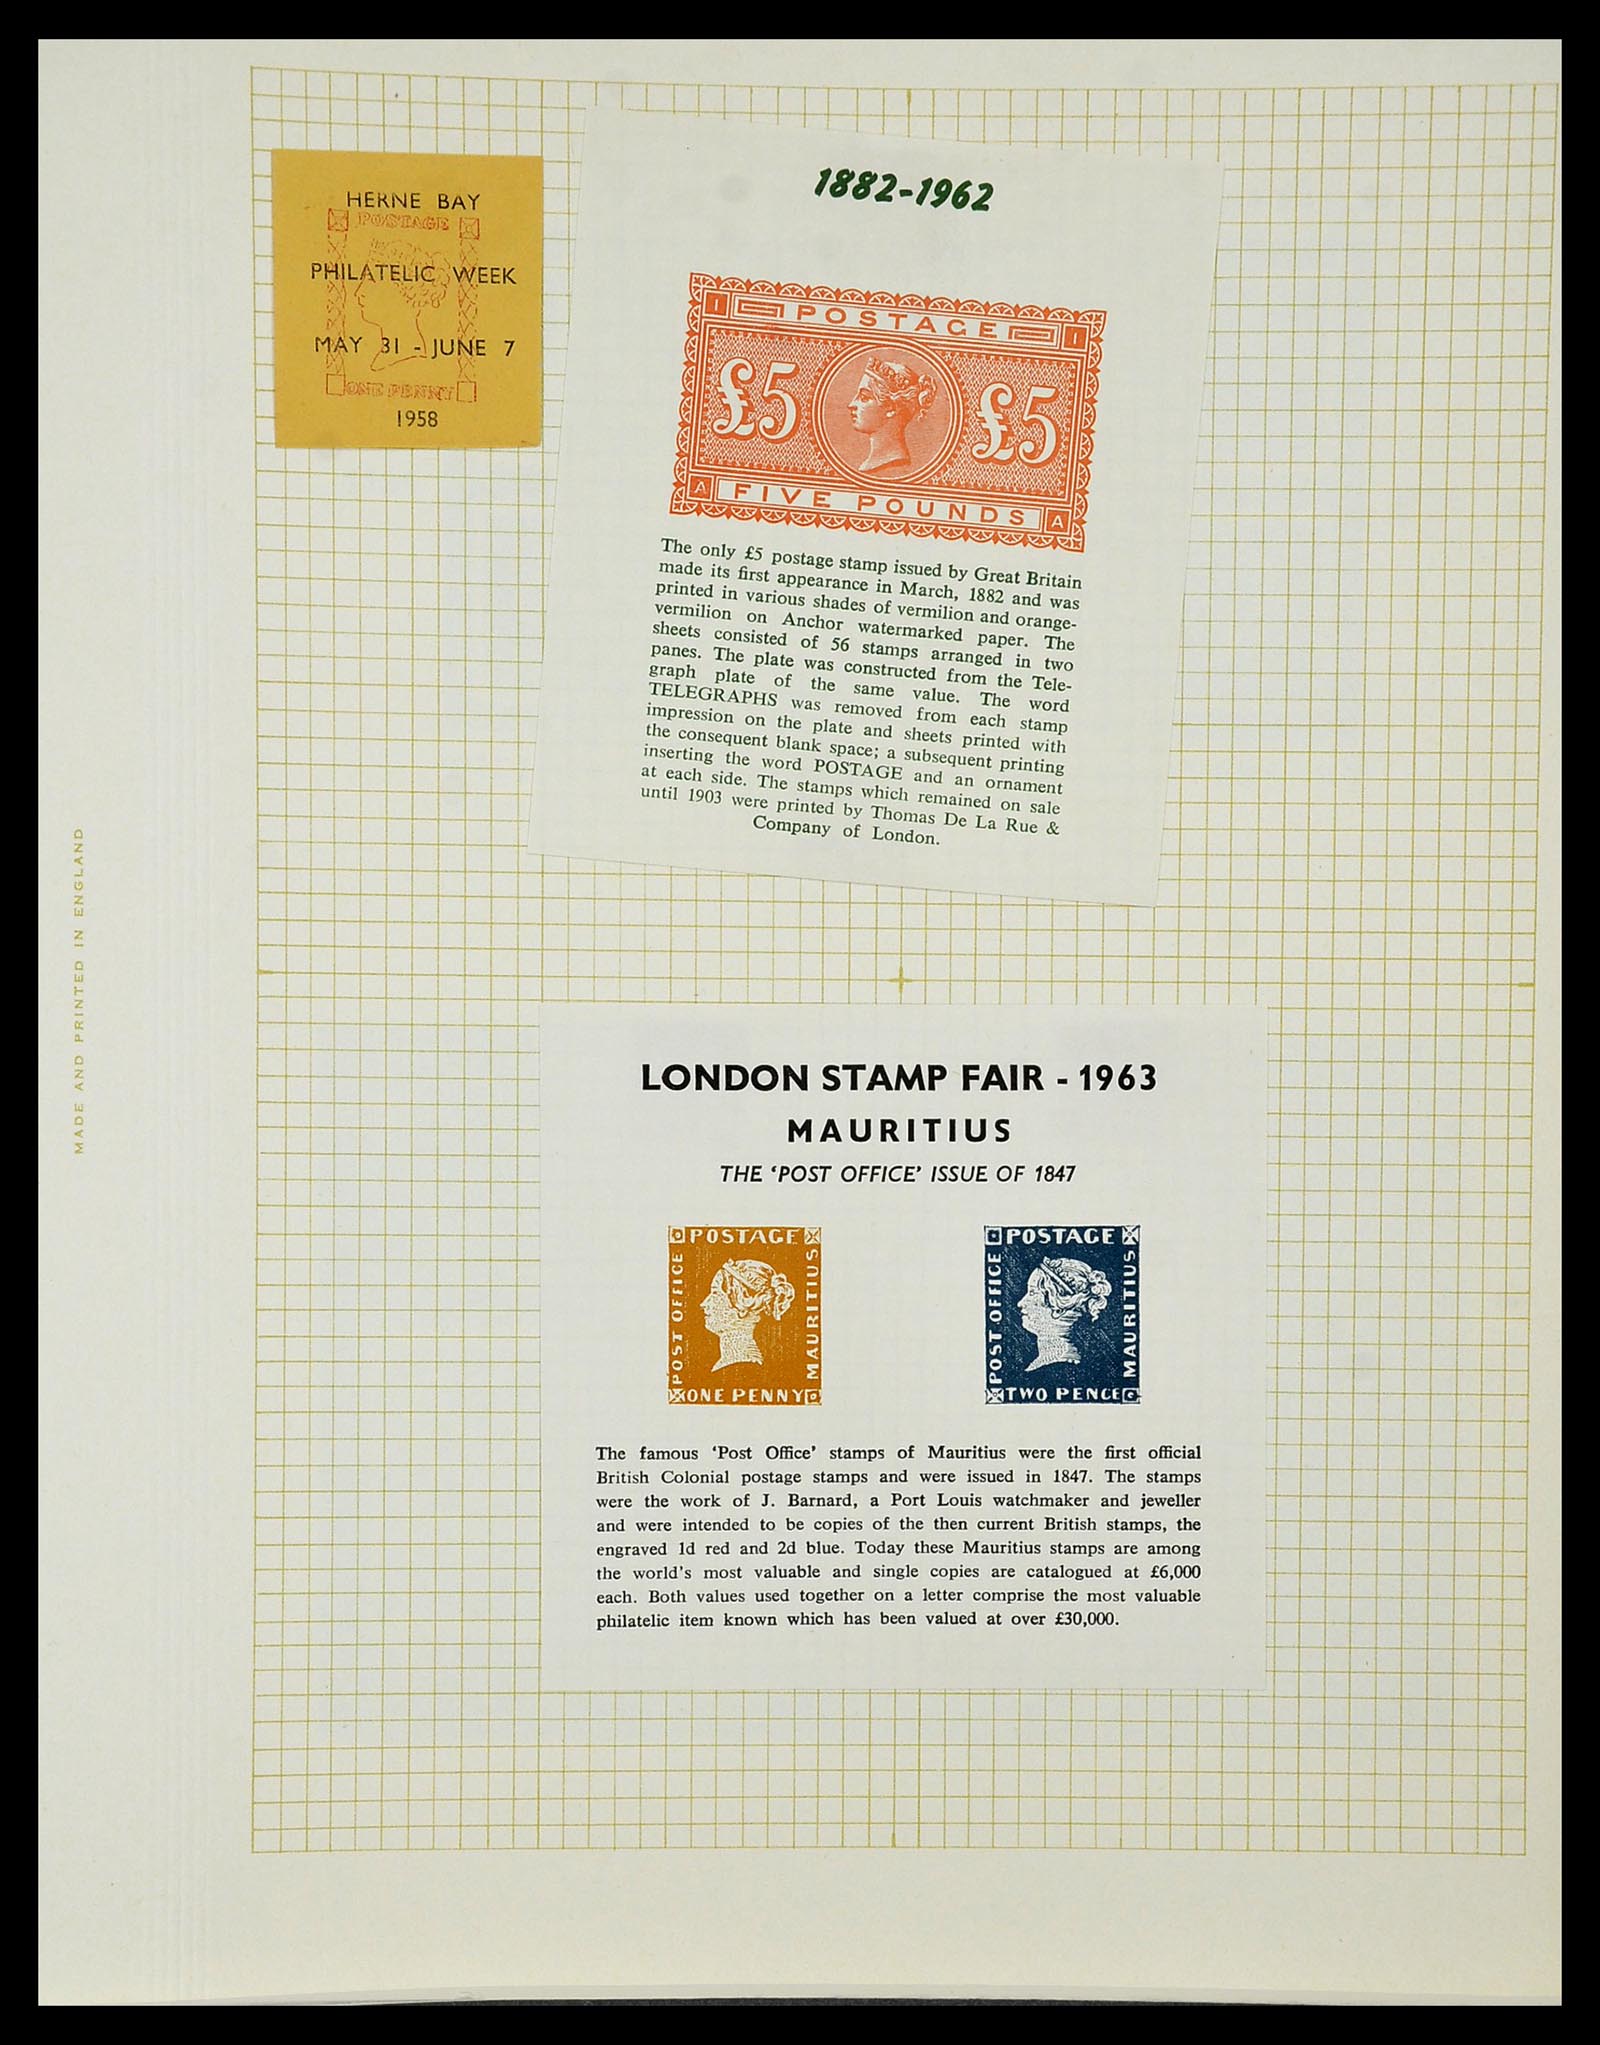 HERNE BAY
POSTAGE
PHILATELIC WEEK
MAY 31 - JUNE 7
ONE PENNY
1958
1882-1962
I POSTAGE I
£5 £5
A FIVE POUNDS A
The only £5 postage stamp issued by Great Britain
made its first appearance in March, 1882 and was
printed in various shades of vermilion and orange-
vermilion on Anchor watermarked paper. The
sheets consisted of 56 stamps arranged in two
panes. The plate was constructed from the Tele-
graph plate of the same value. The word
TELEGRAPHS was removed from each stamp
impression on the plate and sheets printed with
the consequent blank space; a subsequent printing
inserting the word POSTAGE and an ornament
at each side. The stamps which remained on sale
until 1903 were printed by Thomas De La Rue &
Company of London.
MADE AND PRINTED IN ENGLAND
LONDON STAMP FAIR - 1963
MAURITIUS
THE ‘POST OFFICE’ ISSUE OF 1847
POSTAGE
POST OFFICE
MAURITIUS
ONE PENNY
POSTAGE
POST OFFICE
MAURITIUS
TWO PENCE
The famous ‘Post Office’ stamps of Mauritius were the first official
British Colonial postage stamps and were issued in 1847. The stamps
were the work of J. Barnard, a Port Louis watchmaker and jeweller
and were intended to be copies of the then current British stamps, the
engraved 1d red and 2d blue. Today these Mauritius stamps are among
the world's most valuable and single copies are catalogued at £6,000
each. Both values used together on a letter comprise the most valuable
philatelic item known which has been valued at over £30,000.